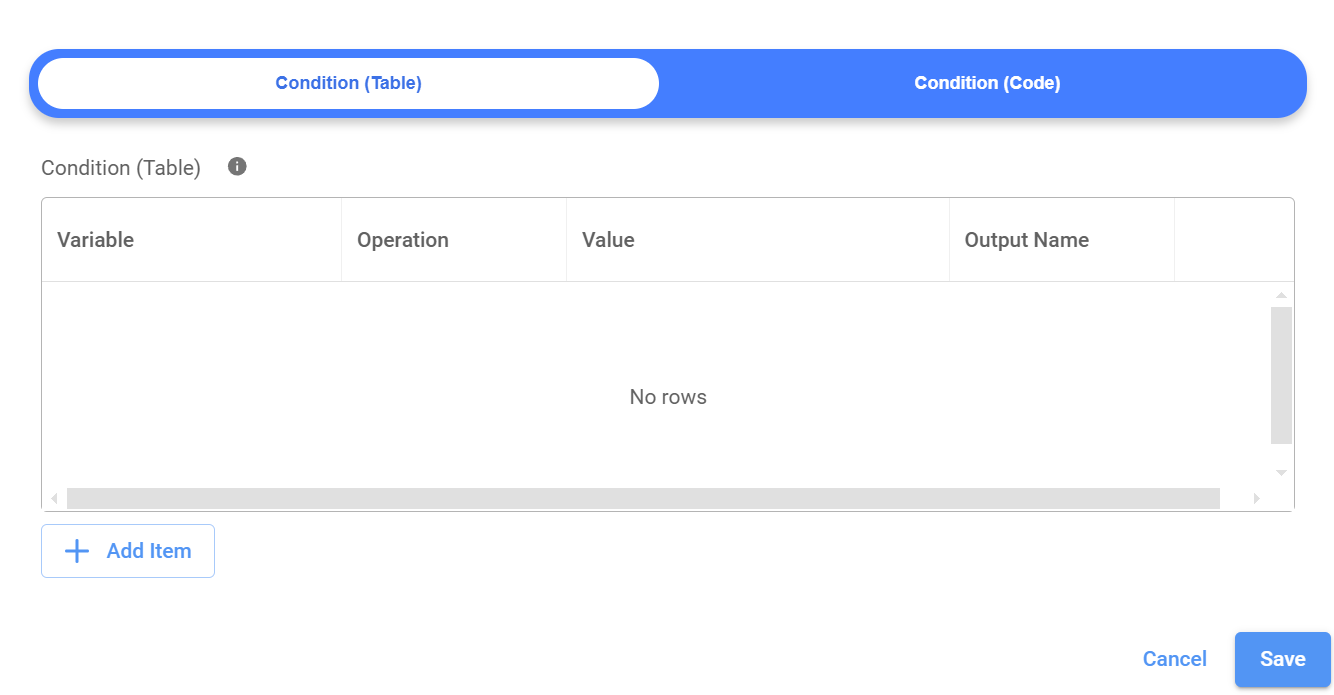 Condition (Table) Condition (Code)
Condition (Table)
Variable Operation Value Output Name
No rows
Add Item
Cancel Save